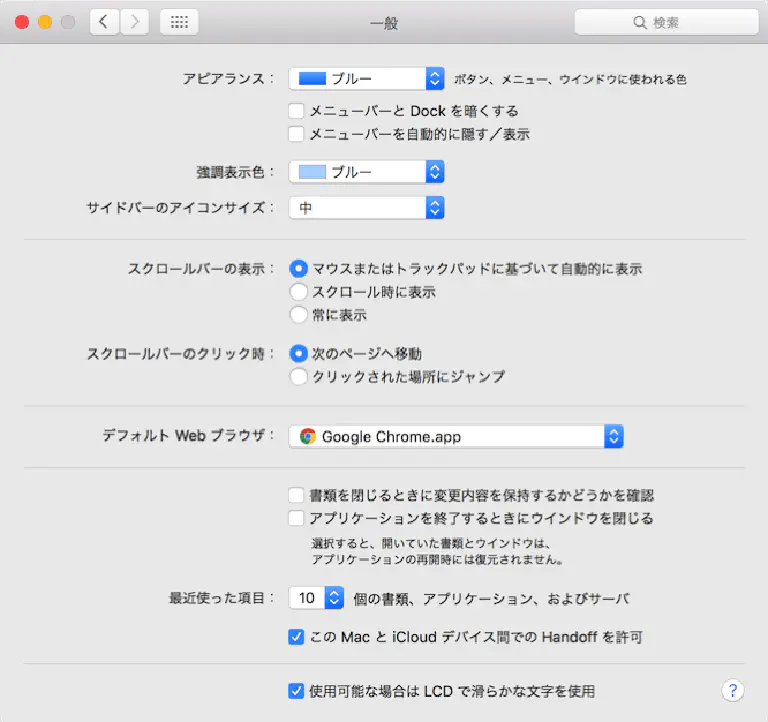 一般
検索
アピアランス：
ブルー
ボタン、メニュー、ウインドウに使われる色
メニューバーと Dock を暗くする
メニューバーを自動的に隠す／表示
強調表示色：
ブルー
サイドバーのアイコンサイズ：
中
スクロールバーの表示：
マウスまたはトラックパッドに基づいて自動的に表示
スクロール時に表示
常に表示
スクロールバーのクリック時：
次のページへ移動
クリックされた場所にジャンプ
デフォルト Web ブラウザ：
Google Chrome.app
書類を閉じるときに変更内容を保持するかどうかを確認
アプリケーションを終了するときにウインドウを閉じる
選択すると、開いていた書類とウインドウは、
アプリケーションの再開時には復元されません。
最近使った項目：
10
個の書類、アプリケーション、およびサーバ
この Mac と iCloud デバイス間での Handoff を許可
使用可能な場合は LCD で滑らかな文字を使用
?